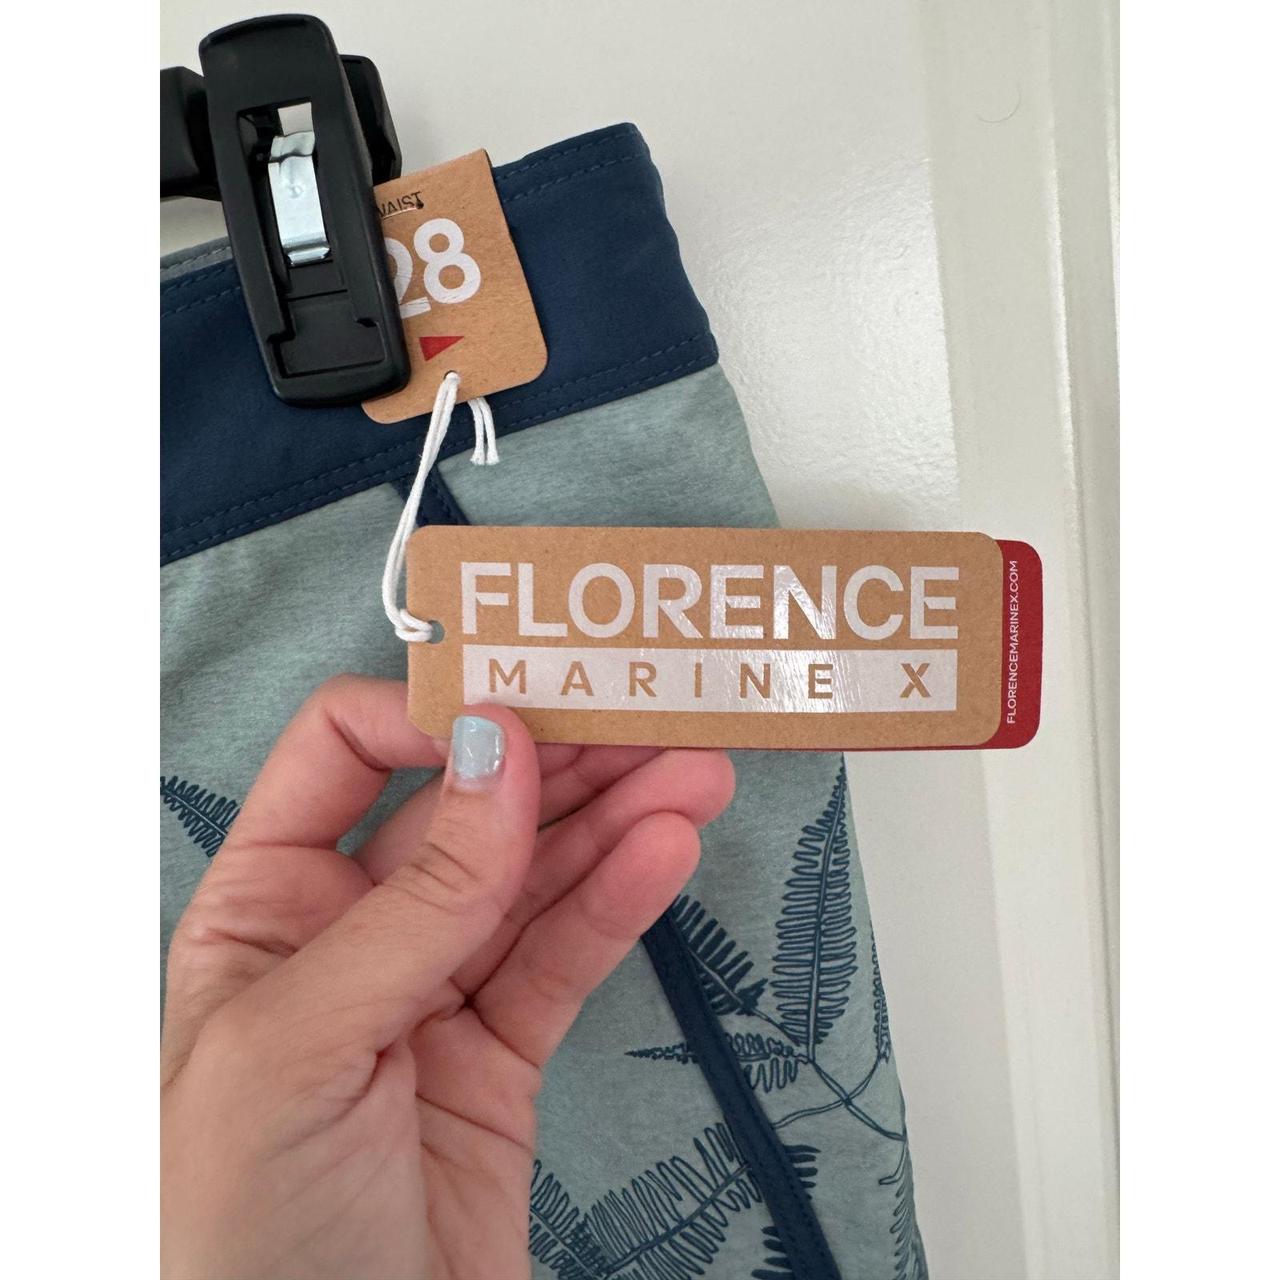 WAIST
28
FLORENCE
MARINE X
FLORENCEMARINEX.COM